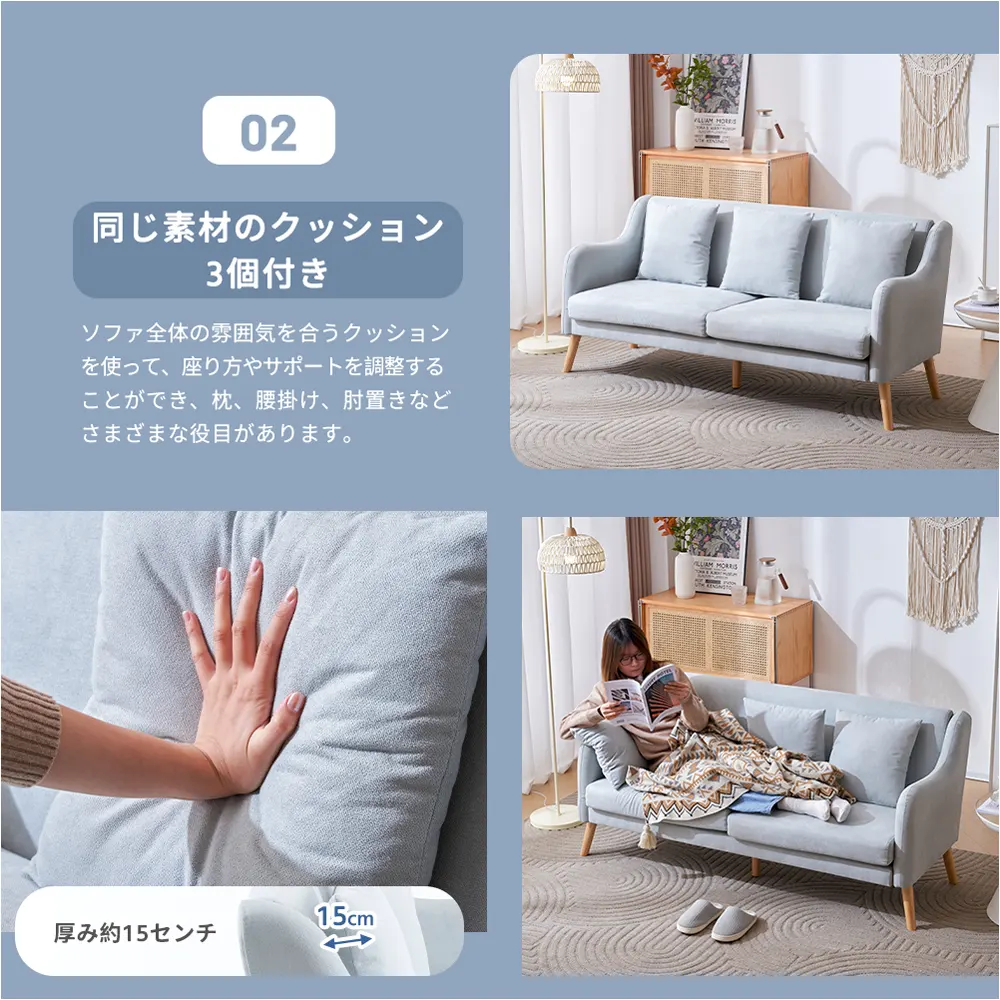 02
同じ素材のクッション
3個付き
ソファ全体の雰囲気を合うクッション
を使って、座り方やサポートを調整する
ことができ、枕、腰掛け、肘置きなど
さまざまな役目があります。
WILLIAM MORRIS
WILLIAM MORRIS
厚み約15センチ
15cm